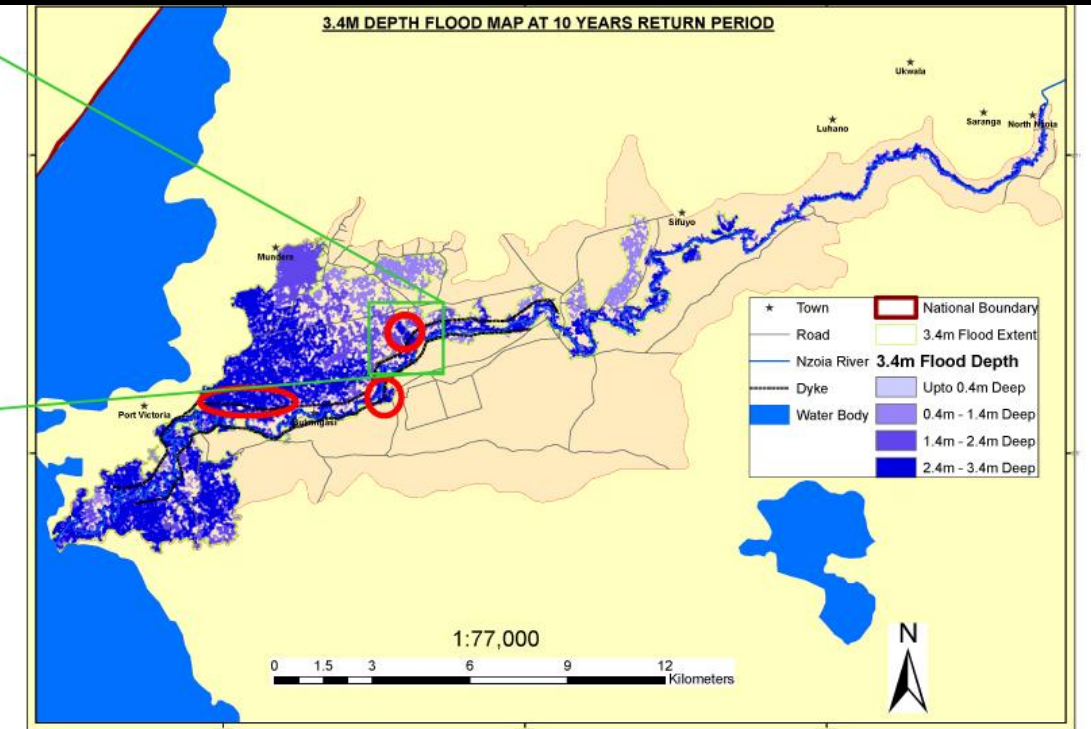 3.4M DEPTH FLOOD MAP AT 10 YEARS RETURN PERIOD
Ukwala
Saranga
North Nzoia
Luhano
Sifuyo
Mundere
Port Victoria
Town
Road
Nzoia River
Dyke
Water Body
National Boundary
3.4m Flood Extent
3.4m Flood Depth
Upto 0.4m Deep
0.4m - 1.4m Deep
1.4m - 2.4m Deep
2.4m - 3.4m Deep
1:77,000
0 1.5 3 6 9 12
Kilometers
N